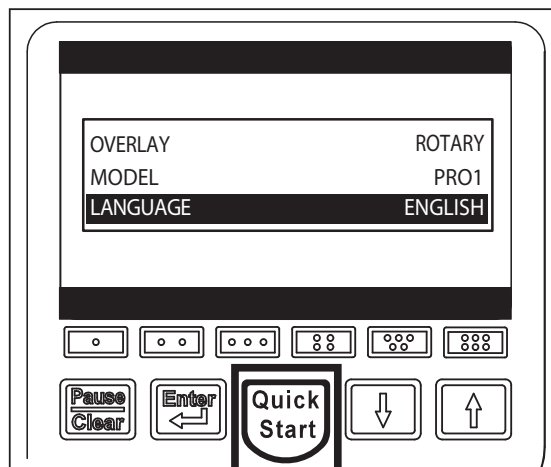 OVERLAY ROTARY
MODEL PRO1
LANGUAGE ENGLISH
Pause
Clear
Enter
Quick
Start